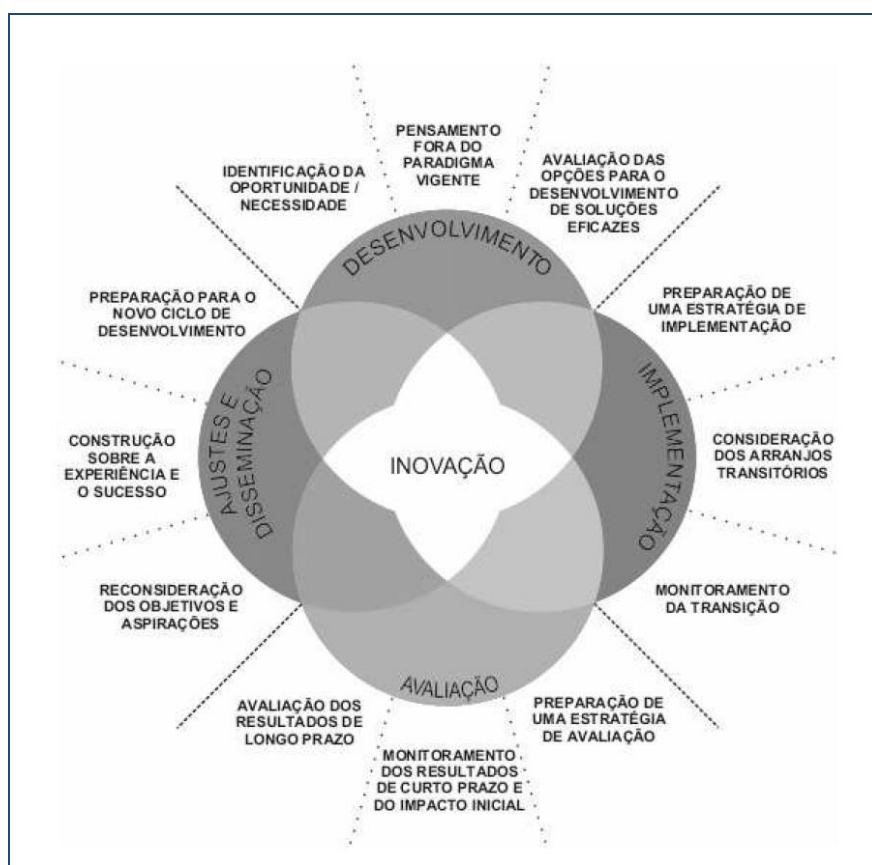 PENSAMENTO
FORA DO
PARADIGMA
VIGENTE
IDENTIFICAÇÃO DA
OPORTUNIDADE /
NECESSIDADE
AVALIAÇÃO DAS
OPÇÕES PARA O
DESENVOLVIMENTO
DE SOLUÇÕES
EFICAZES
DESENVOLVIMENTO
PREPARAÇÃO PARA O
NOVO CICLO DE
DESENVOLVIMENTO
PREPARAÇÃO DE
UMA ESTRATÉGIA DE
IMPLEMENTAÇÃO
AJUSTES E
DISSEMINAÇÃO
INOVAÇÃO
IMPLEMENTAÇÃO
CONSTRUÇÃO
SOBRE A
EXPERIÊNCIA E
O SUCESSO
CONSIDERAÇÃO
DOS ARRANJOS
TRANSITÓRIOS
RECONSIDERAÇÃO
DOS OBJETIVOS E
ASPIRAÇÕES
MONITORAMENTO
DA TRANSIÇÃO
AVALIAÇÃO
AVALIAÇÃO DOS
RESULTADOS DE
LONGO PRAZO
PREPARAÇÃO DE
UMA ESTRATÉGIA
DE AVALIAÇÃO
MONITORAMENTO
DOS RESULTADOS
DE CURTO PRAZO E
DO IMPACTO INICIAL